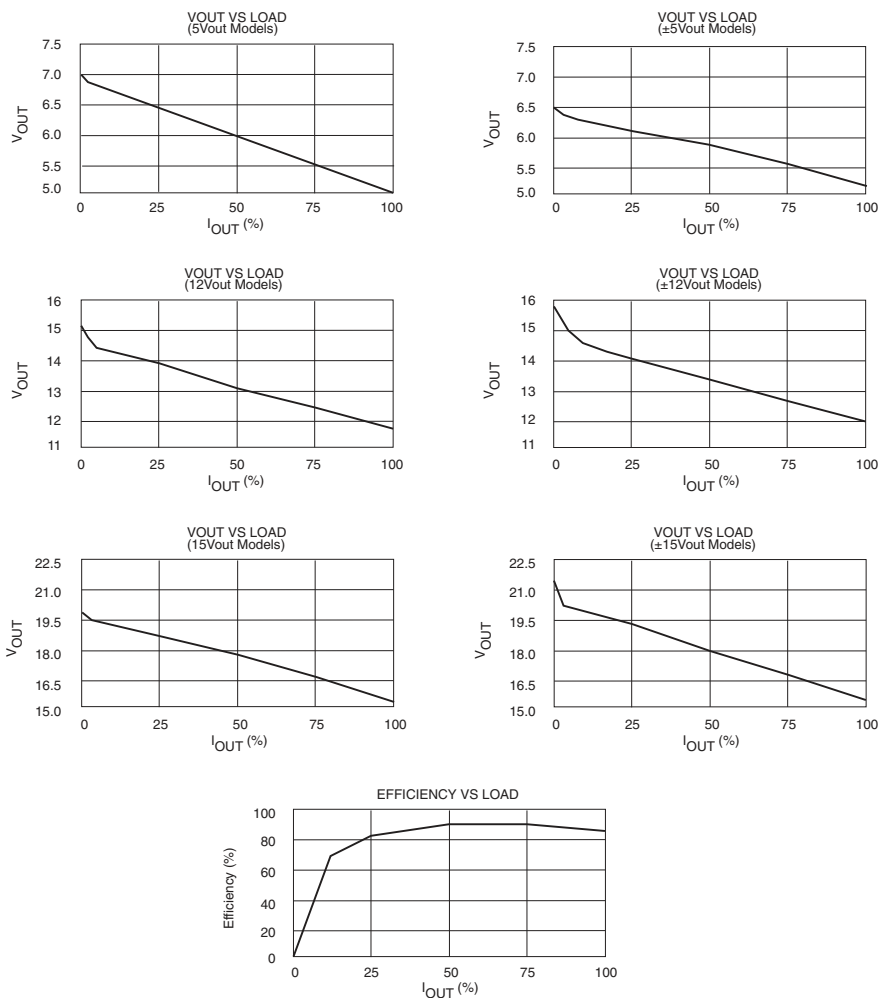 VOUT VS LOAD
(5Vout Models)
7.5
7.0
6.5
6.0
5.5
5.0
VOUT
0 25 50 75 100
IOUT (%)
VOUT VS LOAD
(±5Vout Models)
7.5
7.0
6.5
6.0
5.5
5.0
VOUT
0 25 50 75 100
IOUT (%)
VOUT VS LOAD
(12Vout Models)
16
15
14
13
12
11
VOUT
0 25 50 75 100
IOUT (%)
VOUT VS LOAD
(±12Vout Models)
16
15
14
13
12
11
VOUT
0 25 50 75 100
IOUT (%)
VOUT VS LOAD
(15Vout Models)
22.5
21.0
19.5
18.0
16.5
15.0
VOUT
0 25 50 75 100
IOUT (%)
VOUT VS LOAD
(±15Vout Models)
22.5
21.0
19.5
18.0
16.5
15.0
VOUT
0 25 50 75 100
IOUT (%)
EFFICIENCY VS LOAD
100
80
60
40
20
0
Efficiency (%)
0 25 50 75 100
IOUT (%)